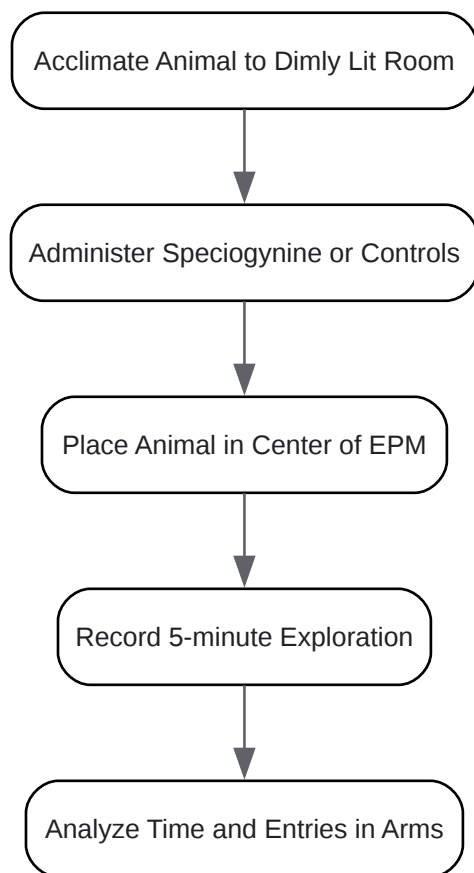 Acclimate Animal to Dimly Lit Room
Administer Speciogynine or Controls
Place Animal in Center of EPM
Record 5-minute Exploration
Analyze Time and Entries in Arms